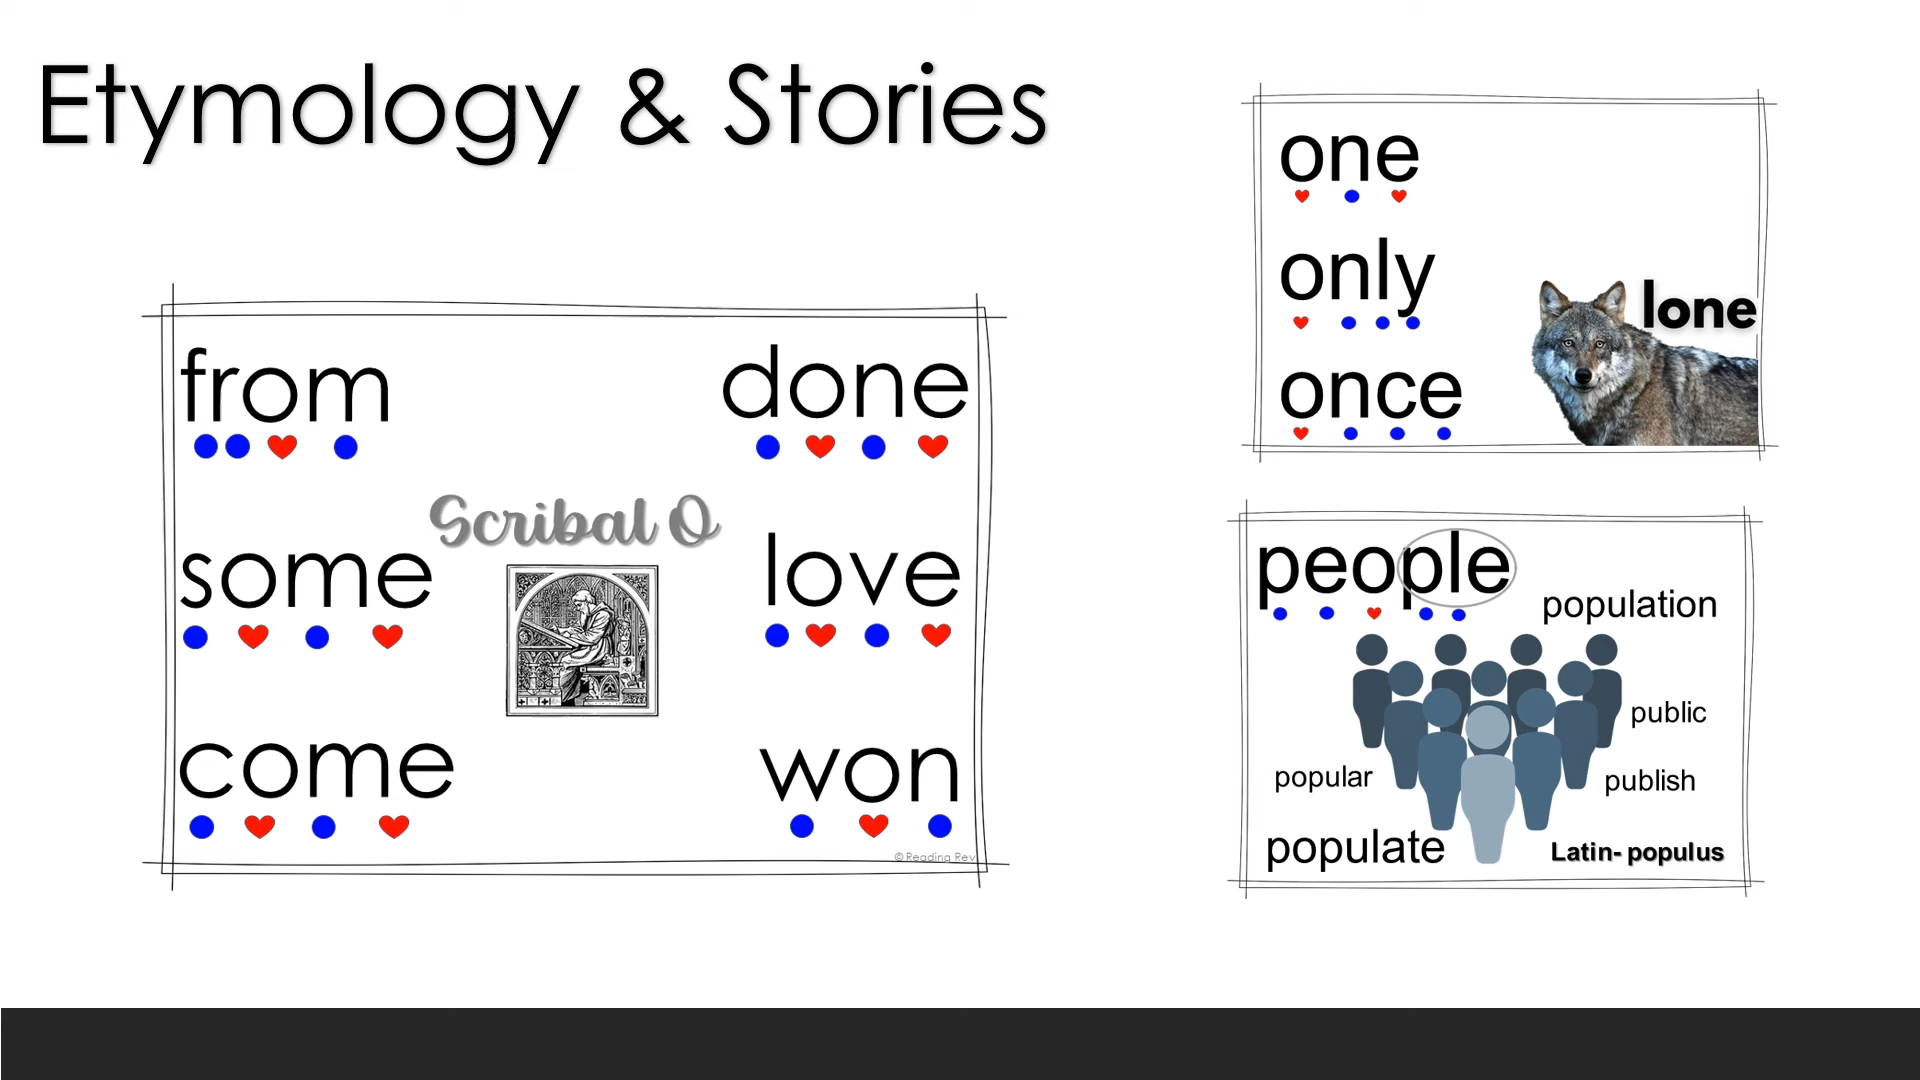 Etymology & Stories
from
done
Scribal O
some
love
come
won
© Reading Rev
one
only
lone
once
people
population
public
popular
publish
populate
Latin- populus